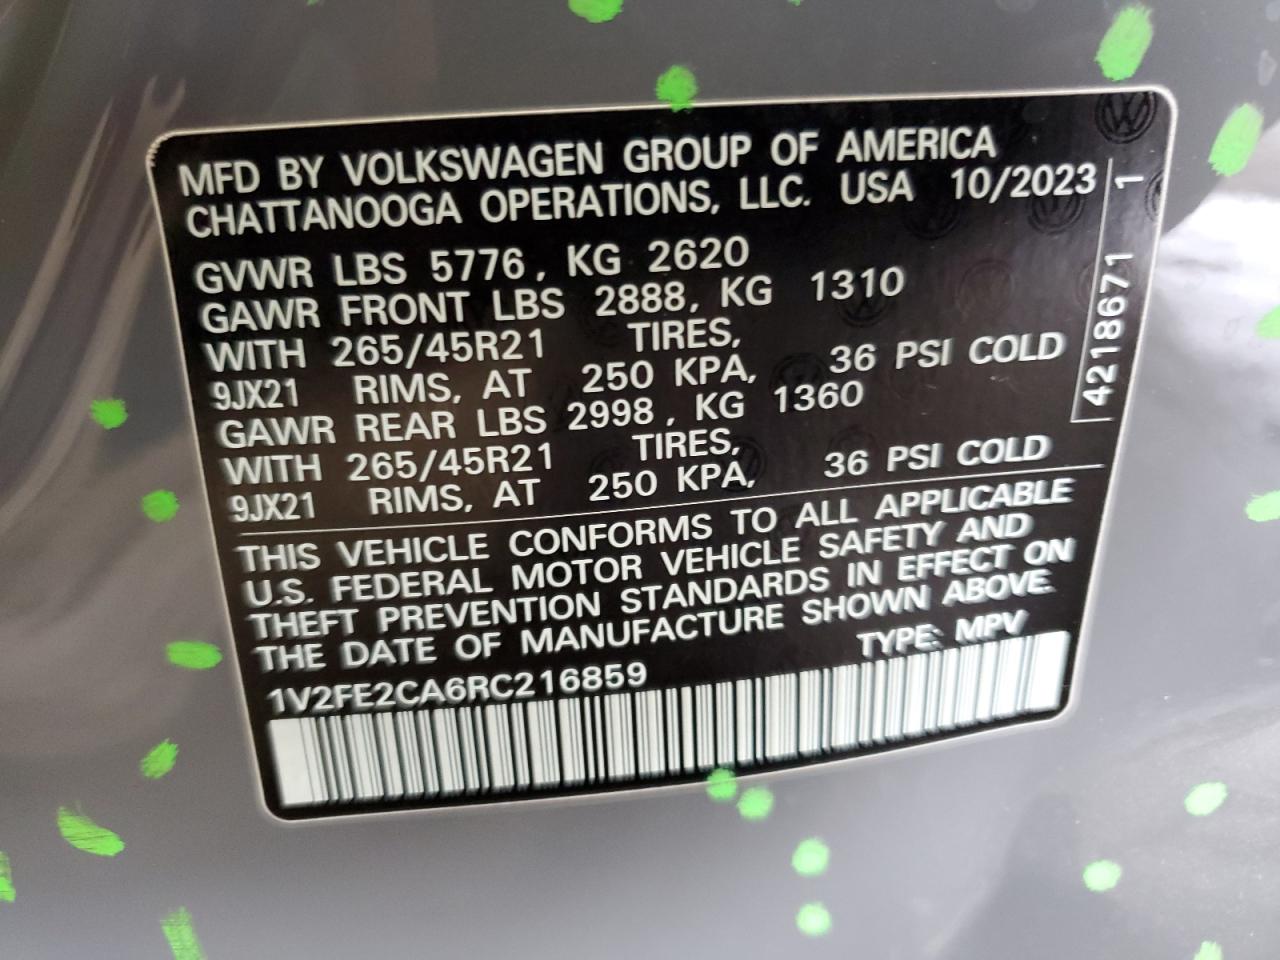 MFD BY VOLKSWAGEN GROUP OF AMERICA
CHATTANOOGA OPERATIONS, LLC. USA 10/2023
GVWR LBS 5776, KG 2620
GAWR FRONT LBS 2888, KG 1310
WITH 265/45R21 TIRES,
9JX21 RIMS, AT 250 KPA, 36 PSI COLD
GAWR REAR LBS 2998, KG 1360
WITH 265/45R21 TIRES,
9JX21 RIMS, AT 250 KPA, 36 PSI COLD
THIS VEHICLE CONFORMS TO ALL APPLICABLE
U.S. FEDERAL MOTOR VEHICLE SAFETY AND
THEFT PREVENTION STANDARDS IN EFFECT ON
THE DATE OF MANUFACTURE SHOWN ABOVE.
TYPE: MPV
1V2FE2CA6RC216859
4218671 1